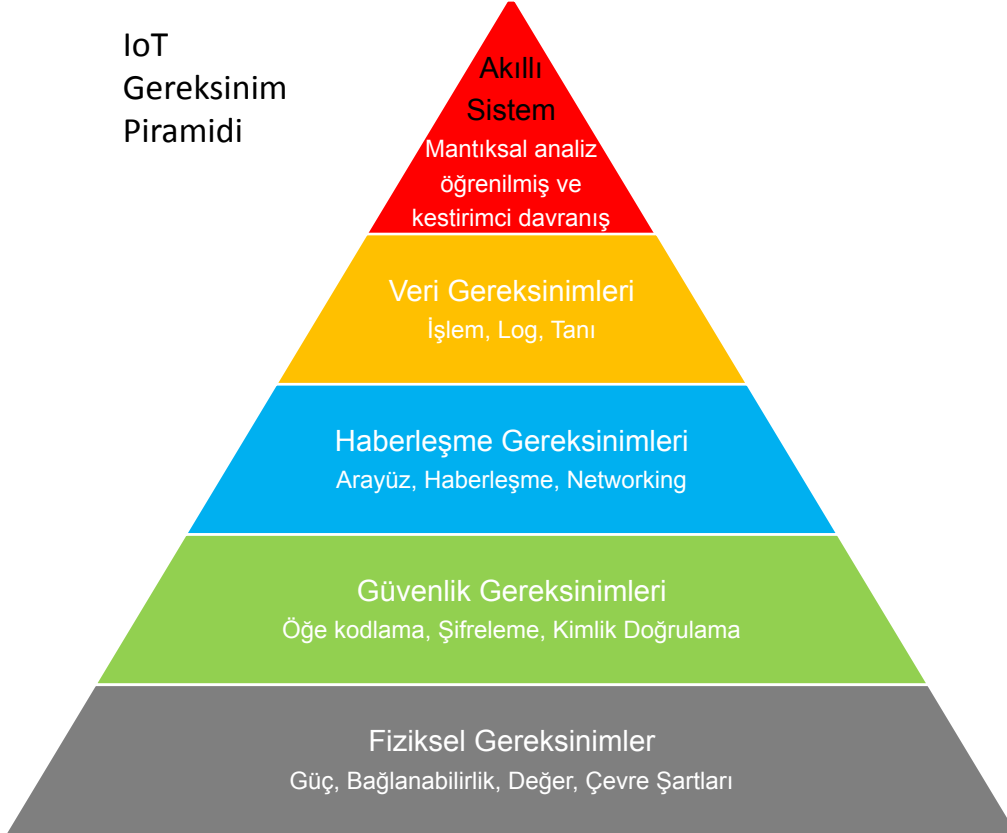 IoT
Gereksinim
Piramidi
Akıllı
Sistem
Mantıksal analiz
öğrenilmiş ve
kestirimci davranış
Veri Gereksinimleri
İşlem, Log, Tanı
Haberleşme Gereksinimleri
Arayüz, Haberleşme, Networking
Güvenlik Gereksinimleri
Öğe kodlama, Şifreleme, Kimlik Doğrulama
Fiziksel Gereksinimler
Güç, Bağlanabilirlik, Değer, Çevre Şartları